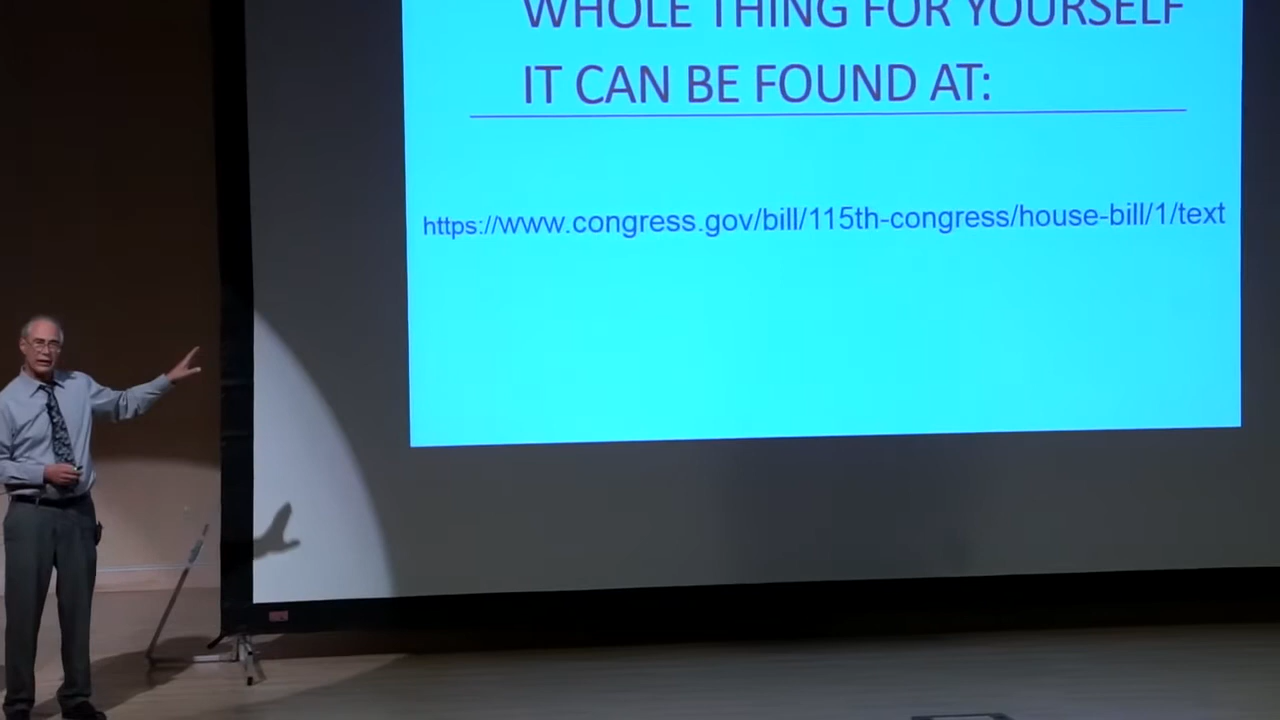 WHOLE THING FOR YOURSELF
IT CAN BE FOUND AT:
https://www.congress.gov/bill/115th-congress/house-bill/1/text